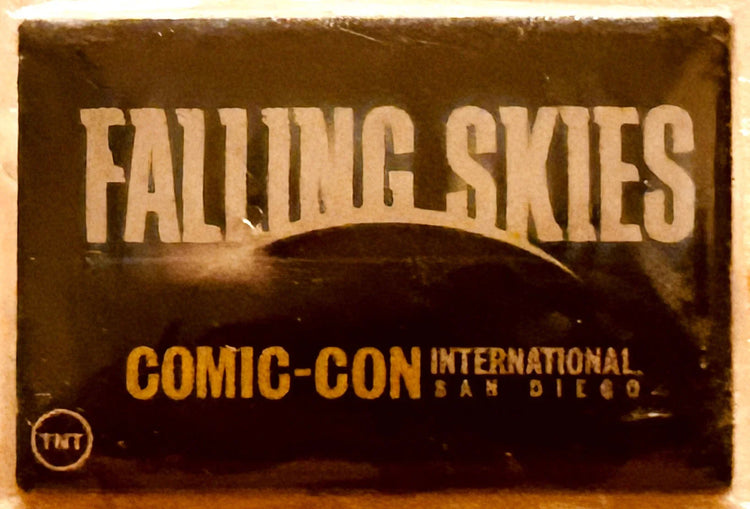 FALLING SKIES
COMIC-CON INTERNATIONAL
SAN DIEGO
TNT